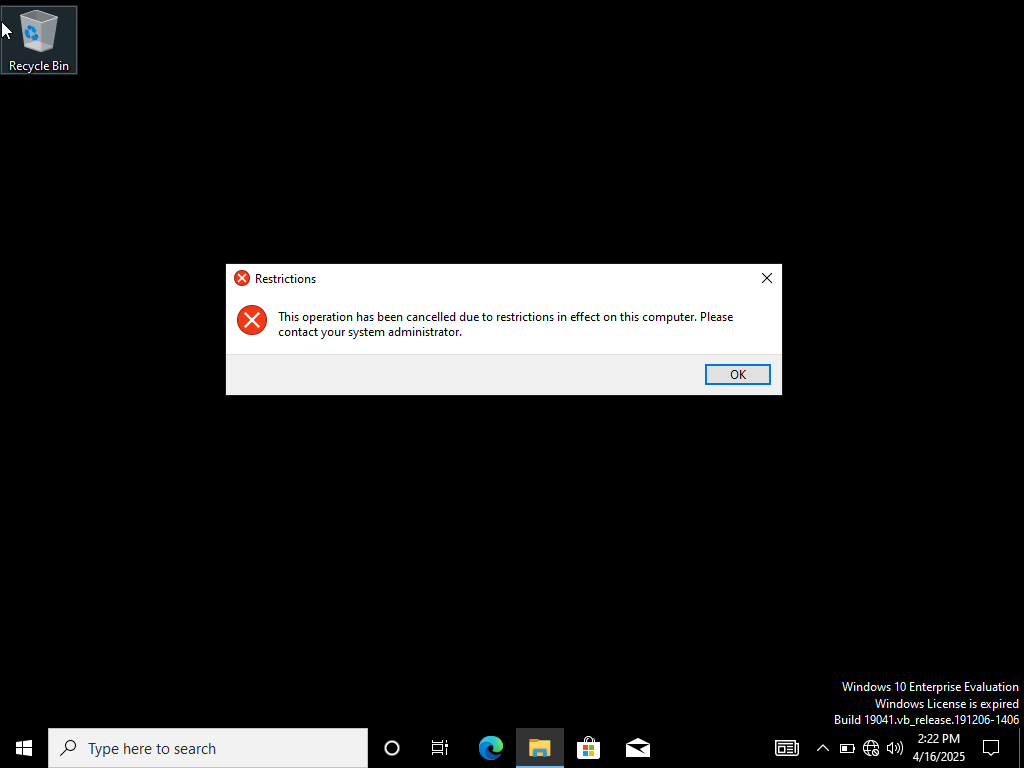 Recycle Bin
Restrictions
This operation has been cancelled due to restrictions in effect on this computer. Please
contact your system administrator.
OK
Windows 10 Enterprise Evaluation
Windows License is expired
Build 19041.vb_release.191206-1406
Type here to search
2:22 PM
4/16/2025